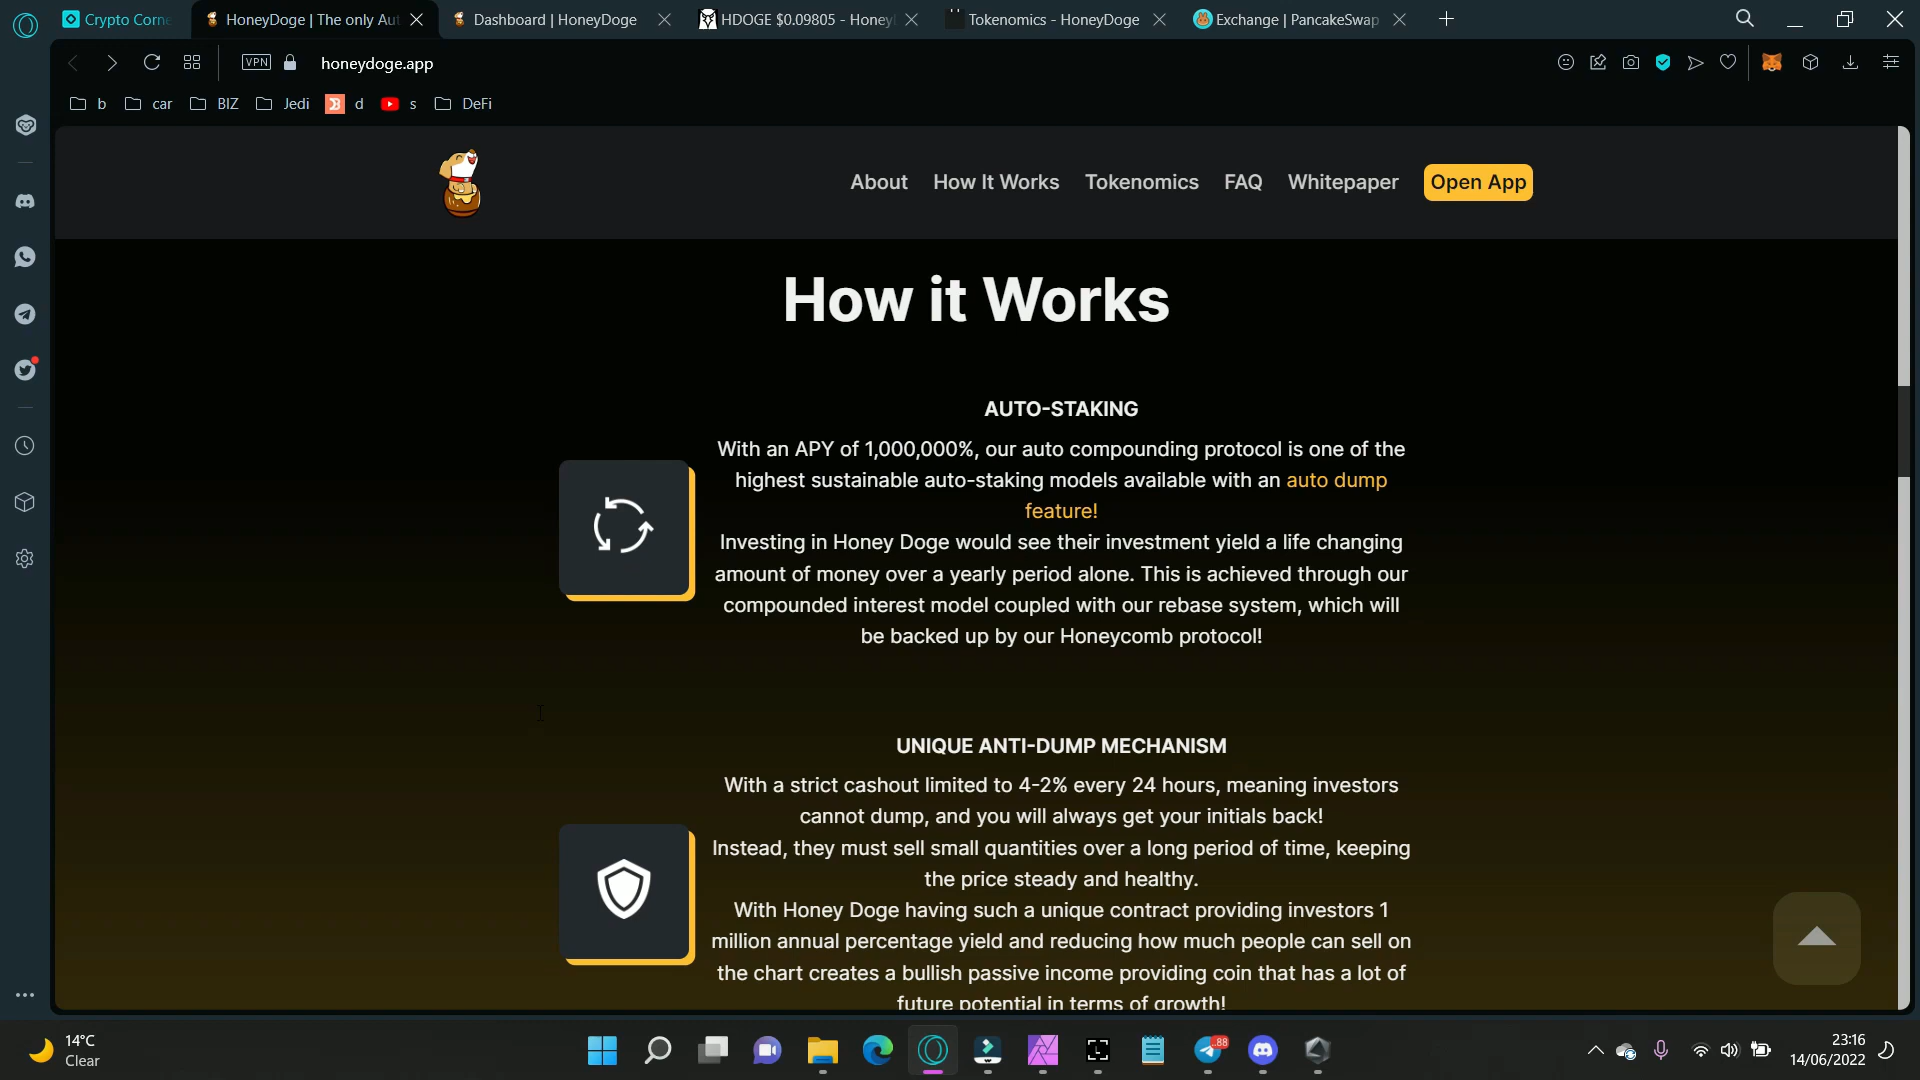 Crypto Corne
HoneyDoge | The only Aut
Dashboard | HoneyDoge
HDOGE $0.09805 - Honey
Tokenomics - HoneyDoge
Exchange | PancakeSwap
VPN
honeydoge.app
b
car
BIZ
Jedi
d
s
DeFi
About
How It Works
Tokenomics
FAQ
Whitepaper
Open App
How it Works
AUTO-STAKING
With an APY of 1,000,000%, our auto compounding protocol is one of the
highest sustainable auto-staking models available with an auto dump
feature!
Investing in Honey Doge would see their investment yield a life changing
amount of money over a yearly period alone. This is achieved through our
compounded interest model coupled with our rebase system, which will
be backed up by our Honeycomb protocol!
UNIQUE ANTI-DUMP MECHANISM
With a strict cashout limited to 4-2% every 24 hours, meaning investors
cannot dump, and you will always get your initials back!
Instead, they must sell small quantities over a long period of time, keeping
the price steady and healthy.
With Honey Doge having such a unique contract providing investors 1
million annual percentage yield and reducing how much people can sell on
the chart creates a bullish passive income providing coin that has a lot of
future potential in terms of growth!
14°C
Clear
88
23:16
14/06/2022